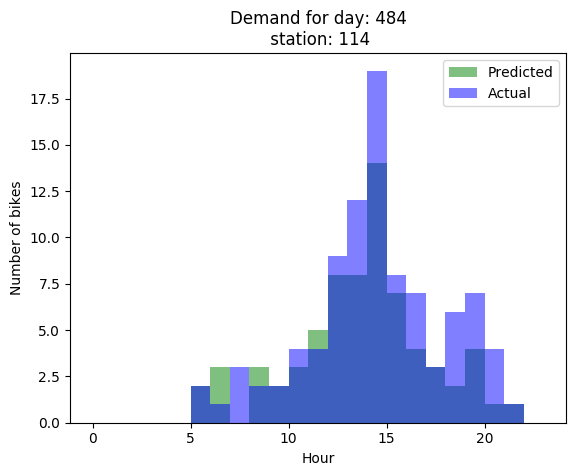 Demand for day: 484
station: 114
Predicted
Actual
Number of bikes
17.5
15.0
12.5
10.0
7.5
5.0
2.5
0.0
0 5 10 15 20
Hour